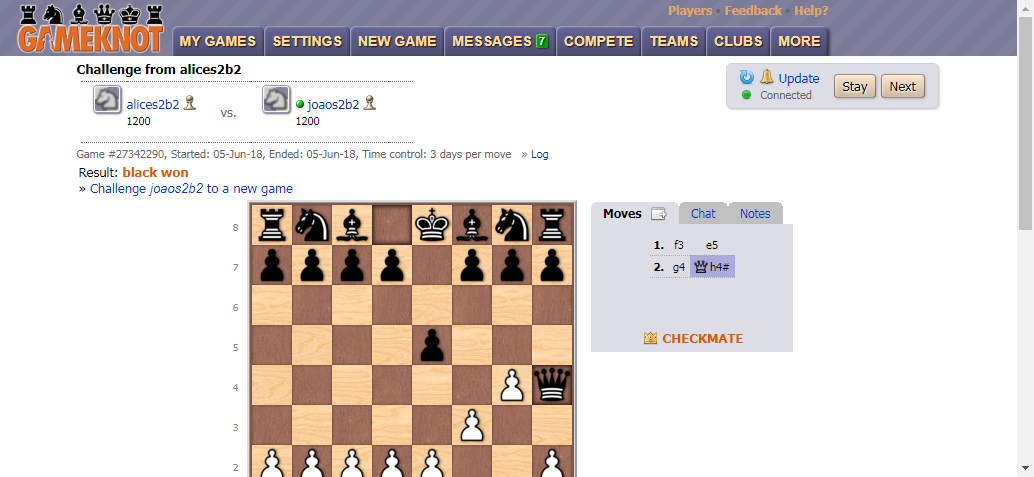 Players • Feedback • Help?
GAMEKNOT
MY GAMES SETTINGS NEW GAME MESSAGES 7 COMPETE TEAMS CLUBS MORE
Challenge from alices2b2
alices2b2
1200
vs.
joaos2b2
1200
Update
Connected
Stay Next
Game #27342290, Started: 05-Jun-18, Ended: 05-Jun-18, Time control: 3 days per move » Log
Result: black won
» Challenge joaos2b2 to a new game
8
7
6
5
4
3
2
Moves Chat Notes
1. f3 e5
2. g4 h4#
CHECKMATE